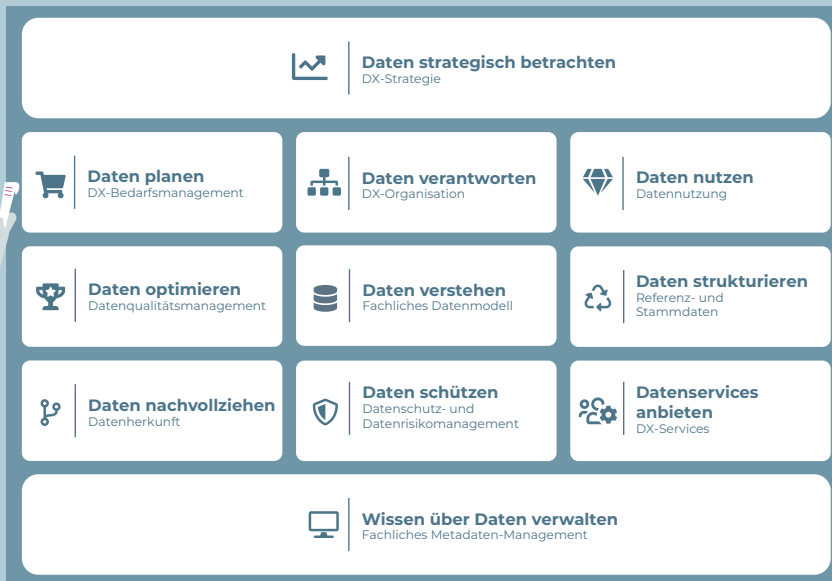 Daten strategisch betrachten
DX-Strategie
Daten planen
DX-Bedarfsmanagement
Daten verantworten
DX-Organisation
Daten nutzen
Datennutzung
Daten optimieren
Datenqualitätsmanagement
Daten verstehen
Fachliches Datenmodell
Daten strukturieren
Referenz- und
Stammdaten
Daten nachvollziehen
Datenherkunft
Daten schützen
Datenschutz- und
Datenrisikomanagement
Datenservices
anbieten
DX-Services
Wissen über Daten verwalten
Fachliches Metadaten-Management